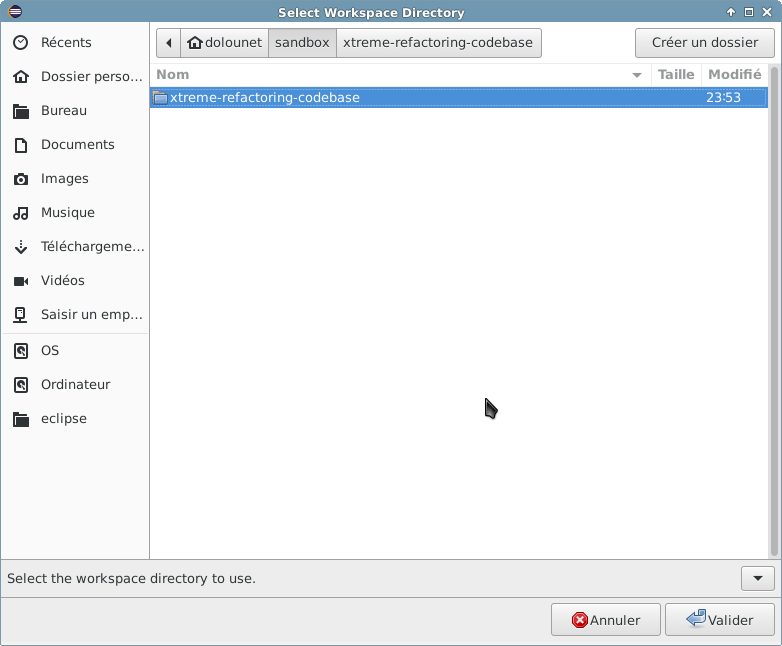 Select Workspace Directory
Récents
Dossier perso...
Bureau
Documents
Images
Musique
Téléchargeme...
Vidéos
Saisir un emp...
OS
Ordinateur
eclipse
dolounet sandbox xtreme-refactoring-codebase Créer un dossier
Nom Taille Modifié
xtreme-refactoring-codebase 23:53
Select the workspace directory to use.
Annuler Valider